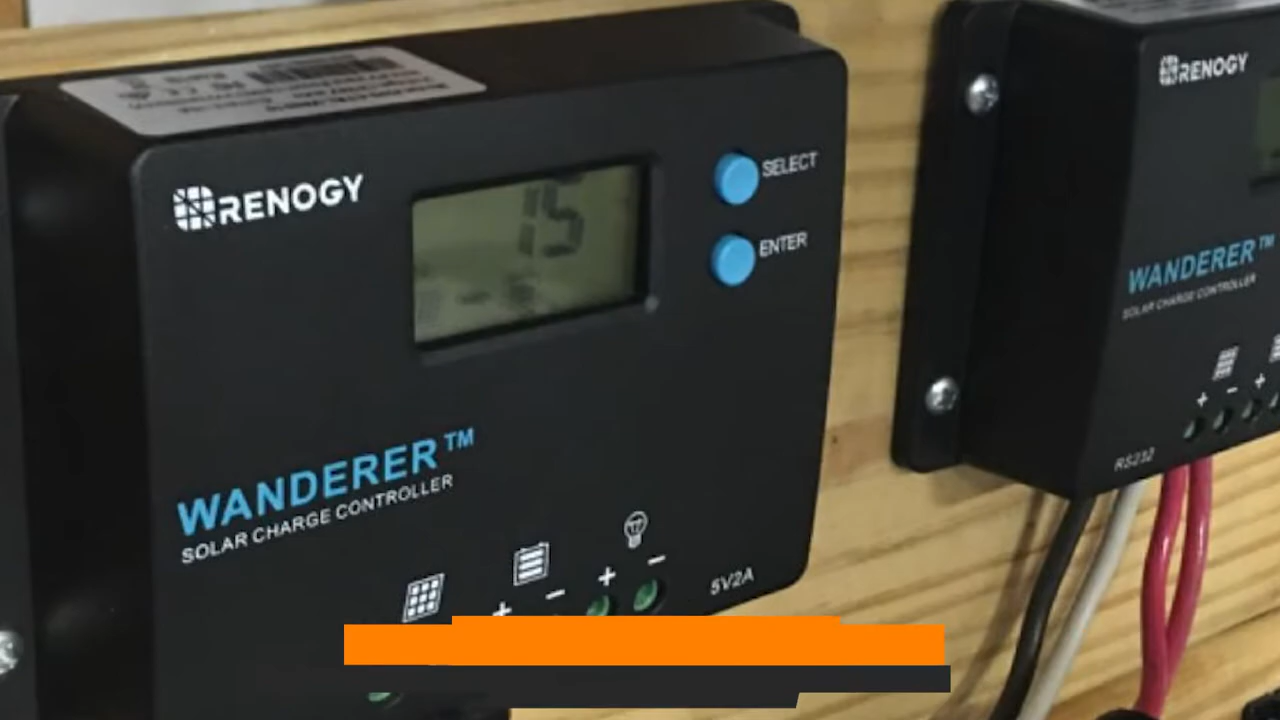 RENOGY
15
SELECT
ENTER
WANDERER™
SOLAR CHARGE CONTROLLER
+ −
+ −
5V2A
RENOGY
WANDERER™
SOLAR CHARGE CONTROLLER
+ − +
RS232